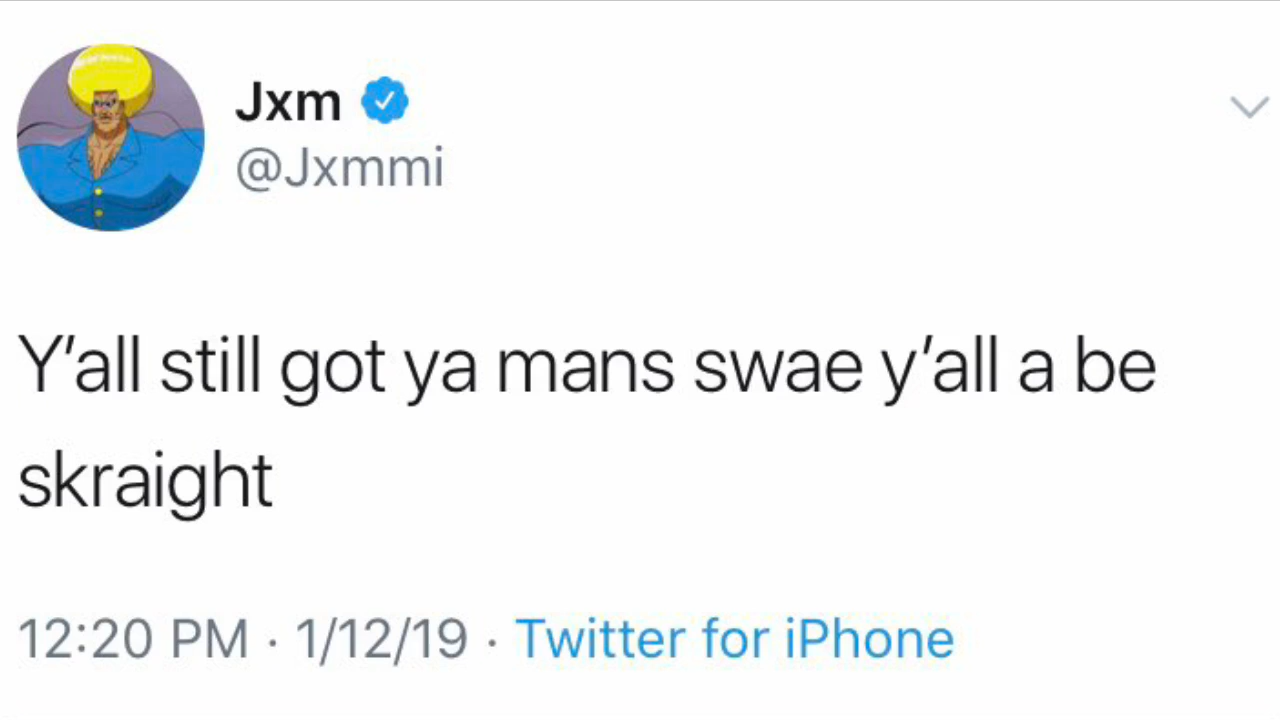 Jxm
@Jxmmi
Y'all still got ya mans swae y'all a be
skraight
12:20 PM · 1/12/19 · Twitter for iPhone